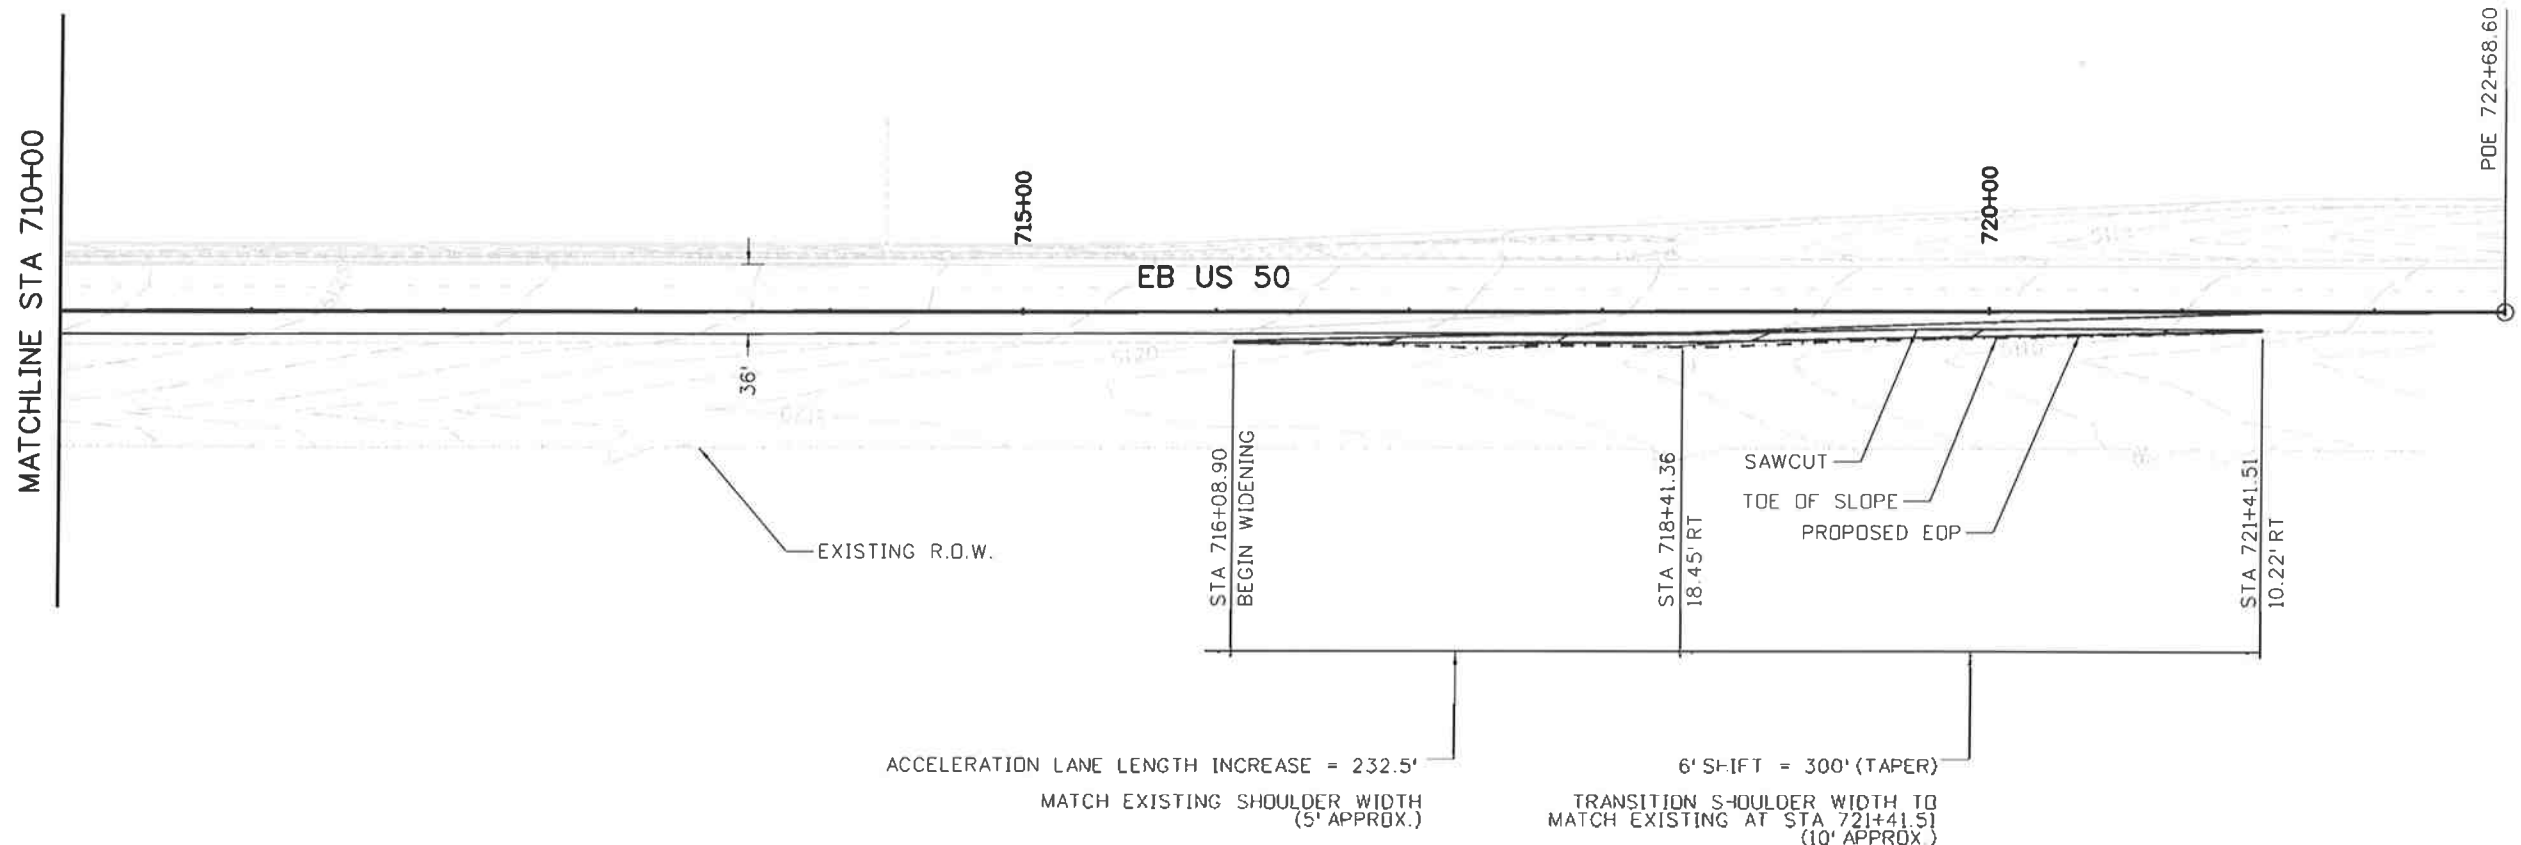 MATCHLINE STA 710+00
715+00
720+00
POE 722+68.60
EB US 50
36'
5120
EXISTING R.O.W.
STA 716+08.90
BEGIN WIDENING
STA 718+41.36
18.45' RT
SAWCUT
TOE OF SLOPE
PROPOSED EOP
STA 721+41.51
10.22' RT
ACCELERATION LANE LENGTH INCREASE = 232.5'
MATCH EXISTING SHOULDER WIDTH
(5' APPROX.)
6' SHIFT = 300' (TAPER)
TRANSITION SHOULDER WIDTH TO
MATCH EXISTING AT STA 721+41.51
(10' APPROX.)